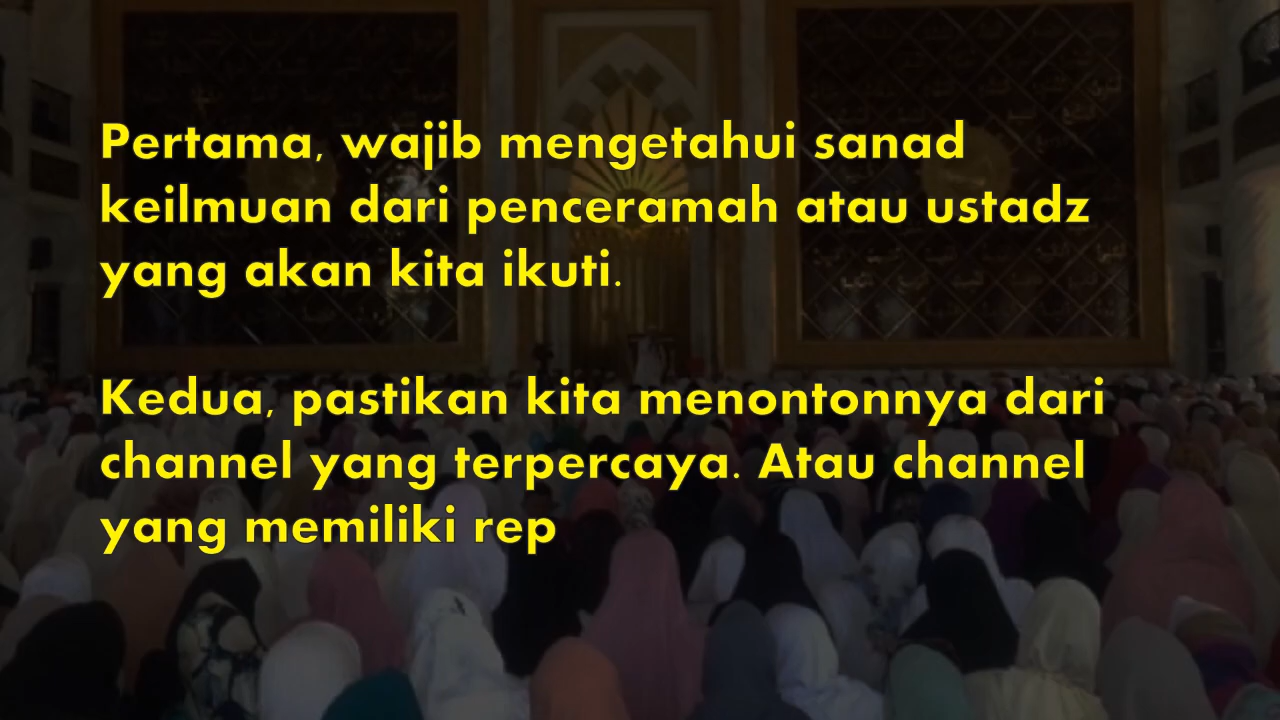 Pertama, wajib mengetahui sanad
keilmuan dari penceramah atau ustadz
yang akan kita ikuti.
Kedua, pastikan kita menontonnya dari
channel yang terpercaya. Atau channel
yang memiliki rep